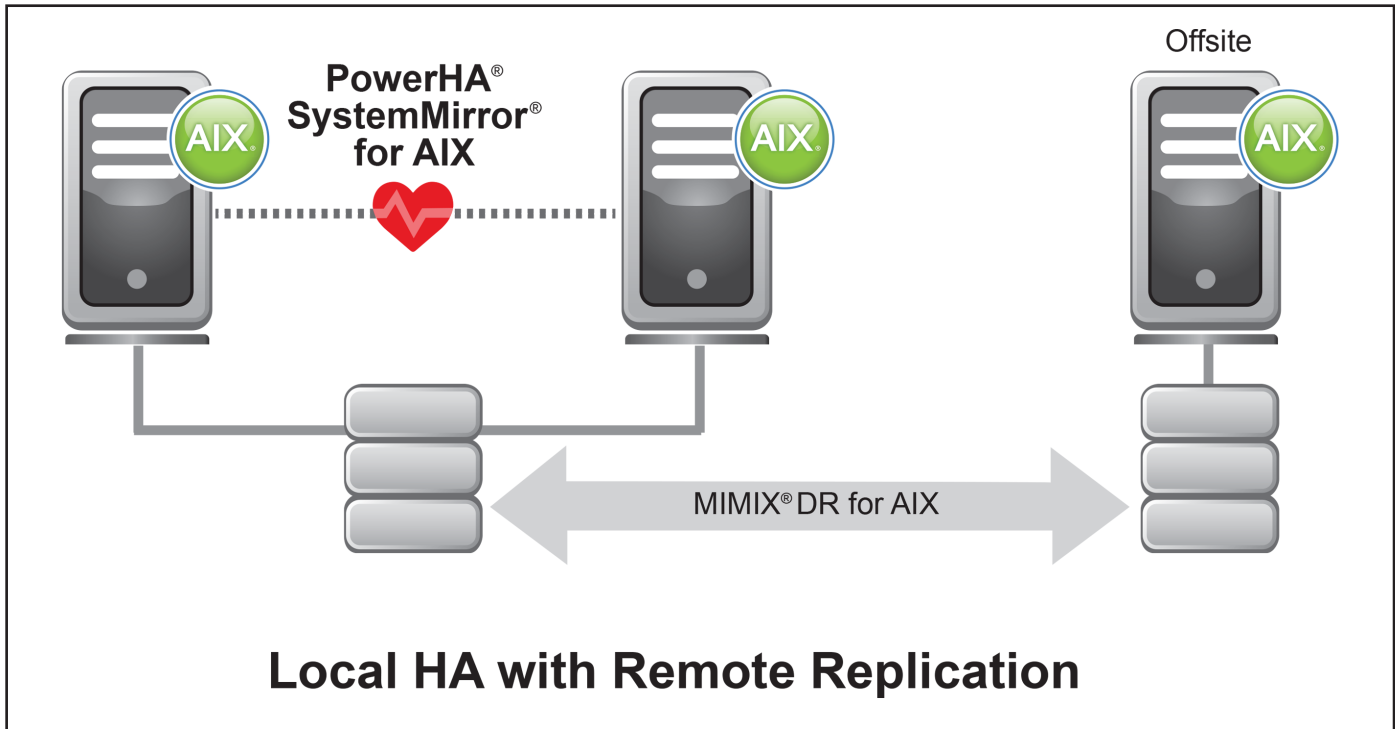 Offsite
PowerHA®
SystemMirror®
for AIX
AIX®
AIX®
AIX®
MIMIX® DR for AIX
Local HA with Remote Replication